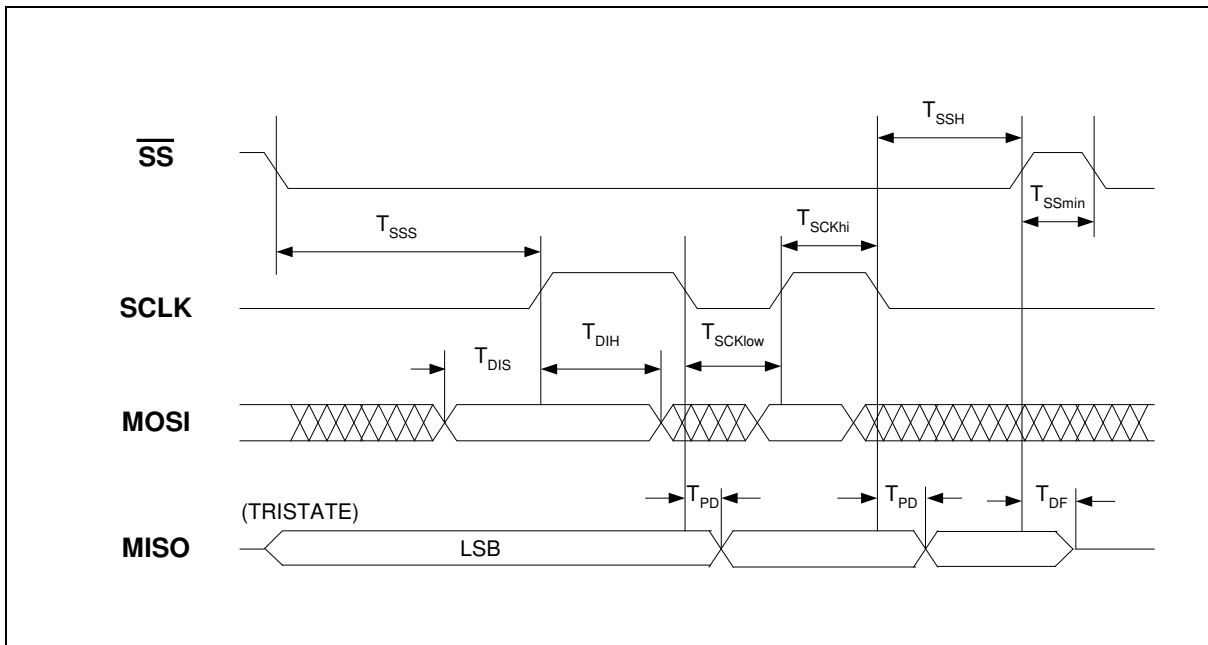 T_SSH
SS
T_SSmin
T_SCKhi
T_SSS
SCLK
T_DIH
T_SCKlow
T_DIS
MOSI
T_PD
T_PD
T_DF
(TRISTATE)
MISO
LSB